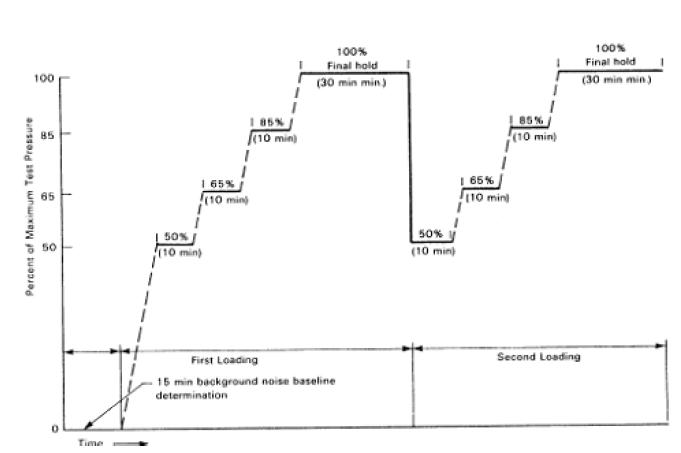 100%
Final hold
(30 min min.)
100%
Final hold
(30 min min.)
100
85%
(10 min)
85%
(10 min)
85
65%
(10 min)
65%
(10 min)
65
50%
(10 min)
50%
(10 min)
50
Percent of Maximum Test Pressure
First Loading
Second Loading
15 min background noise baseline
determination
0
Time